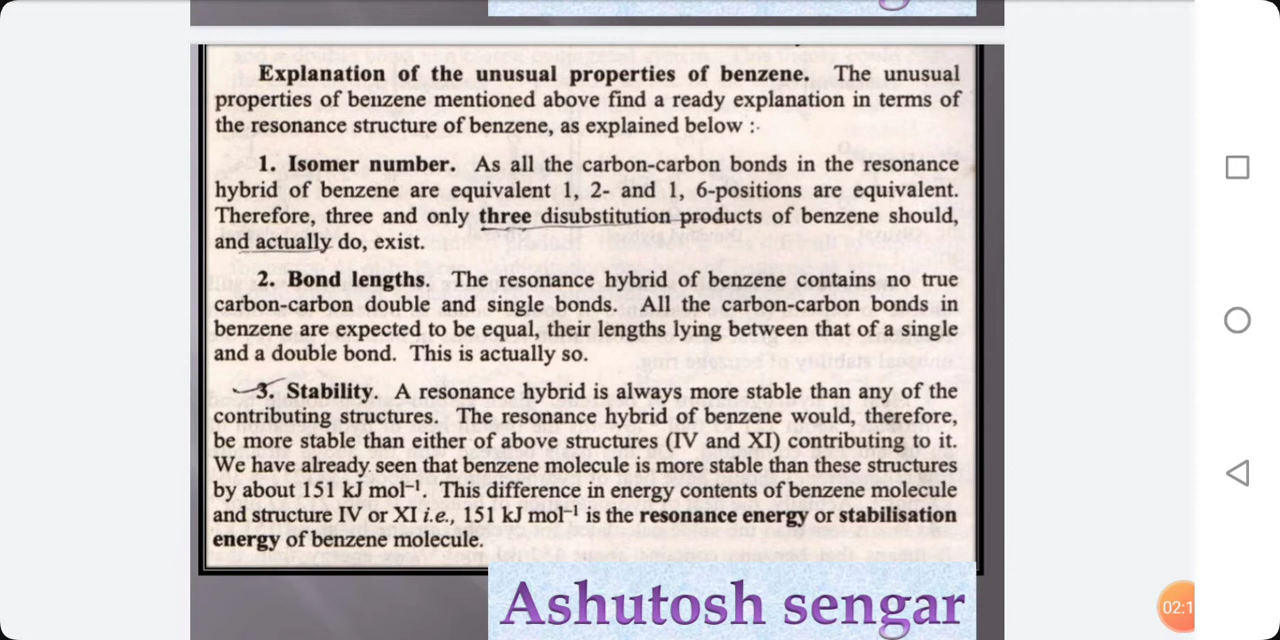 Explanation of the unusual properties of benzene. The unusual
properties of benzene mentioned above find a ready explanation in terms of
the resonance structure of benzene, as explained below :-
1. Isomer number. As all the carbon-carbon bonds in the resonance
hybrid of benzene are equivalent 1, 2- and 1, 6-positions are equivalent.
Therefore, three and only three disubstitution products of benzene should,
and actually do, exist.
2. Bond lengths. The resonance hybrid of benzene contains no true
carbon-carbon double and single bonds. All the carbon-carbon bonds in
benzene are expected to be equal, their lengths lying between that of a single
and a double bond. This is actually so.
3. Stability. A resonance hybrid is always more stable than any of the
contributing structures. The resonance hybrid of benzene would, therefore,
be more stable than either of above structures (IV and XI) contributing to it.
We have already seen that benzene molecule is more stable than these structures
by about 151 kJ mol⁻¹. This difference in energy contents of benzene molecule
and structure IV or XI i.e., 151 kJ mol⁻¹ is the resonance energy or stabilisation
energy of benzene molecule.
Ashutosh sengar
02:1